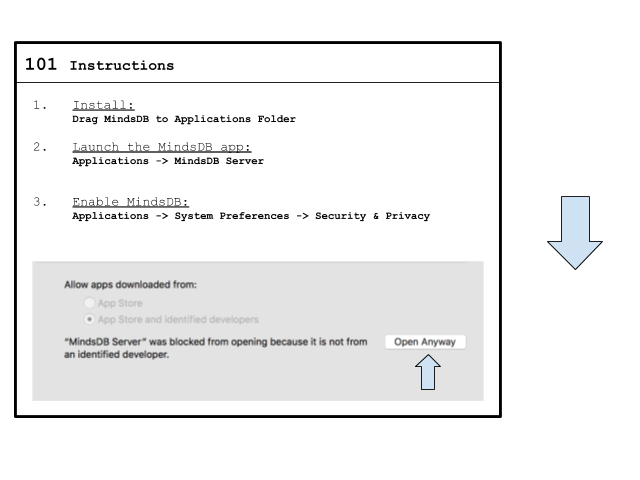 101 Instructions
1. Install:
Drag MindsDB to Applications Folder
2. Launch the MindsDB app:
Applications -> MindsDB Server
3. Enable MindsDB:
Applications -> System Preferences -> Security & Privacy
Allow apps downloaded from:
App Store
App Store and identified developers
"MindsDB Server" was blocked from opening because it is not from Open Anyway
an identified developer.